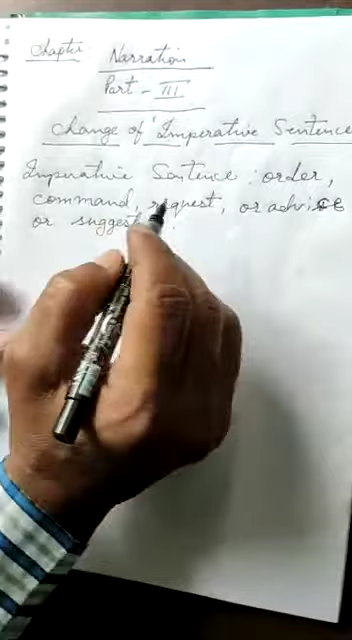 Chapter Narration
Part - III
Change of Imperative Sentence
Imperative Sentence : order,
command, request, or advice
or suggest